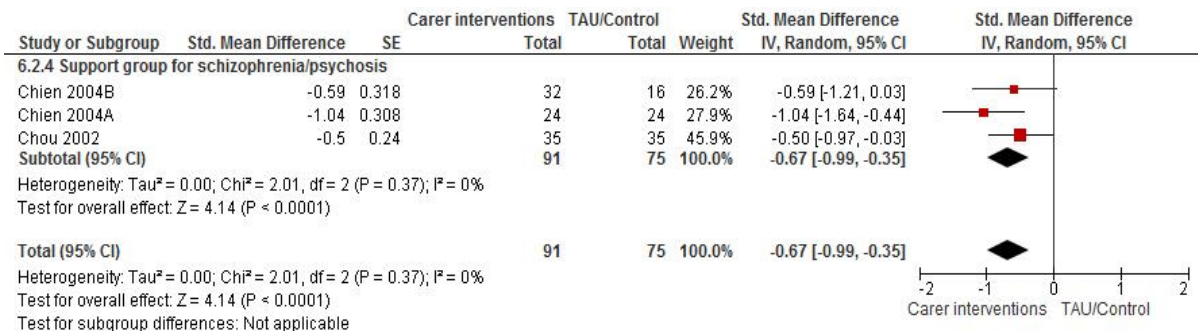 Carer interventions TAU/Control Std. Mean Difference Std. Mean Difference
Study or Subgroup Std. Mean Difference SE Total Total Weight IV, Random, 95% CI IV, Random, 95% CI
6.2.4 Support group for schizophrenia/psychosis
Chien 2004B -0.59 0.318 32 16 26.2% -0.59 [-1.21, 0.03]
Chien 2004A -1.04 0.308 24 24 27.9% -1.04 [-1.64, -0.44]
Chou 2002 -0.5 0.24 35 35 45.9% -0.50 [-0.97, -0.03]
Subtotal (95% CI) 91 75 100.0% -0.67 [-0.99, -0.35]
Heterogeneity: Tau² = 0.00; Chi² = 2.01, df = 2 (P = 0.37); I² = 0%
Test for overall effect: Z = 4.14 (P < 0.0001)
Total (95% CI) 91 75 100.0% -0.67 [-0.99, -0.35]
Heterogeneity: Tau² = 0.00; Chi² = 2.01, df = 2 (P = 0.37); I² = 0%
Test for overall effect: Z = 4.14 (P < 0.0001)
Test for subgroup differences: Not applicable
-2 -1 0 1 2
Carer interventions TAU/Control